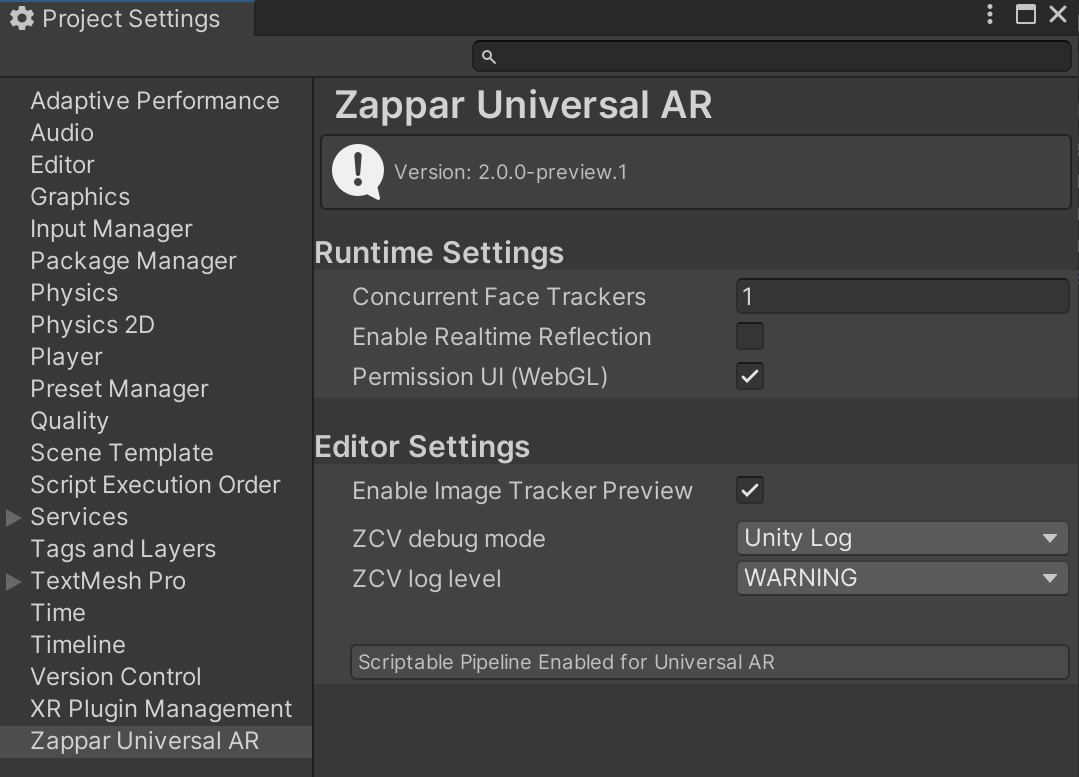 Project Settings
Adaptive Performance
Audio
Editor
Graphics
Input Manager
Package Manager
Physics
Physics 2D
Player
Preset Manager
Quality
Scene Template
Script Execution Order
Services
Tags and Layers
TextMesh Pro
Time
Timeline
Version Control
XR Plugin Management
Zappar Universal AR
Zappar Universal AR
Version: 2.0.0-preview.1
Runtime Settings
Concurrent Face Trackers 1
Enable Realtime Reflection
Permission UI (WebGL)
Editor Settings
Enable Image Tracker Preview
ZCV debug mode Unity Log
ZCV log level WARNING
Scriptable Pipeline Enabled for Universal AR